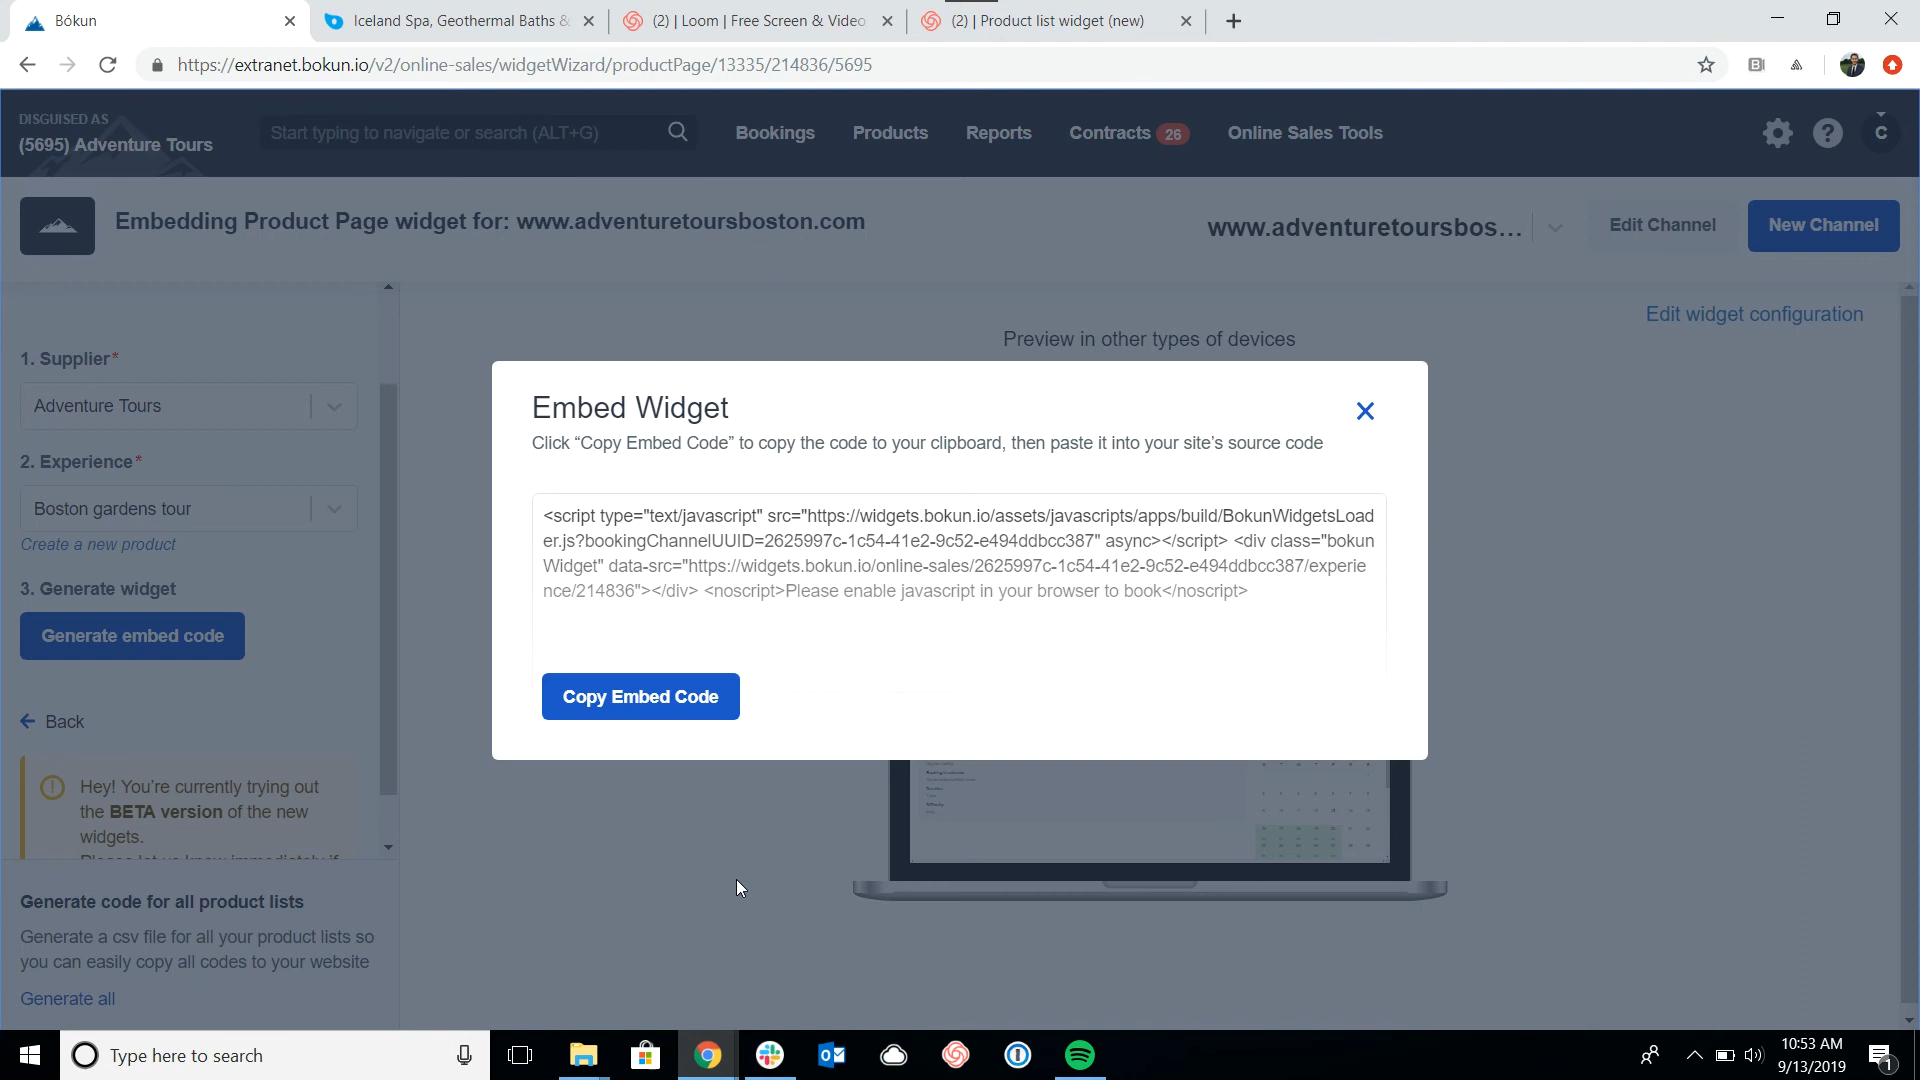 Bókun
Iceland Spa, Geothermal Baths &
(2) | Loom | Free Screen & Video
(2) | Product list widget (new)
https://extranet.bokun.io/v2/online-sales/widgetWizard/productPage/13335/214836/5695
DISGUISED AS
(5695) Adventure Tours
Start typing to navigate or search (ALT+G)
Bookings
Products
Reports
Contracts 26
Online Sales Tools
C
Embedding Product Page widget for: www.adventuretoursboston.com
www.adventuretoursbos...
Edit Channel
New Channel
Edit widget configuration
Preview in other types of devices
1. Supplier*
Adventure Tours
2. Experience*
Boston gardens tour
Create a new product
3. Generate widget
Generate embed code
Back
Hey! You're currently trying out
the BETA version of the new
widgets.
Please let us know immediately if
Generate code for all product lists
Generate a csv file for all your product lists so
you can easily copy all codes to your website
Generate all
Embed Widget
Click “Copy Embed Code” to copy the code to your clipboard, then paste it into your site’s source code
<script type="text/javascript" src="https://widgets.bokun.io/assets/javascripts/apps/build/BokunWidgetsLoad
er.js?bookingChannelUUID=2625997c-1c54-41e2-9c52-e494ddbcc387" async></script> <div class="bokun
Widget" data-src="https://widgets.bokun.io/online-sales/2625997c-1c54-41e2-9c52-e494ddbcc387/experie
nce/214836"></div> <noscript>Please enable javascript in your browser to book</noscript>
Copy Embed Code
Type here to search
10:53 AM
9/13/2019
1